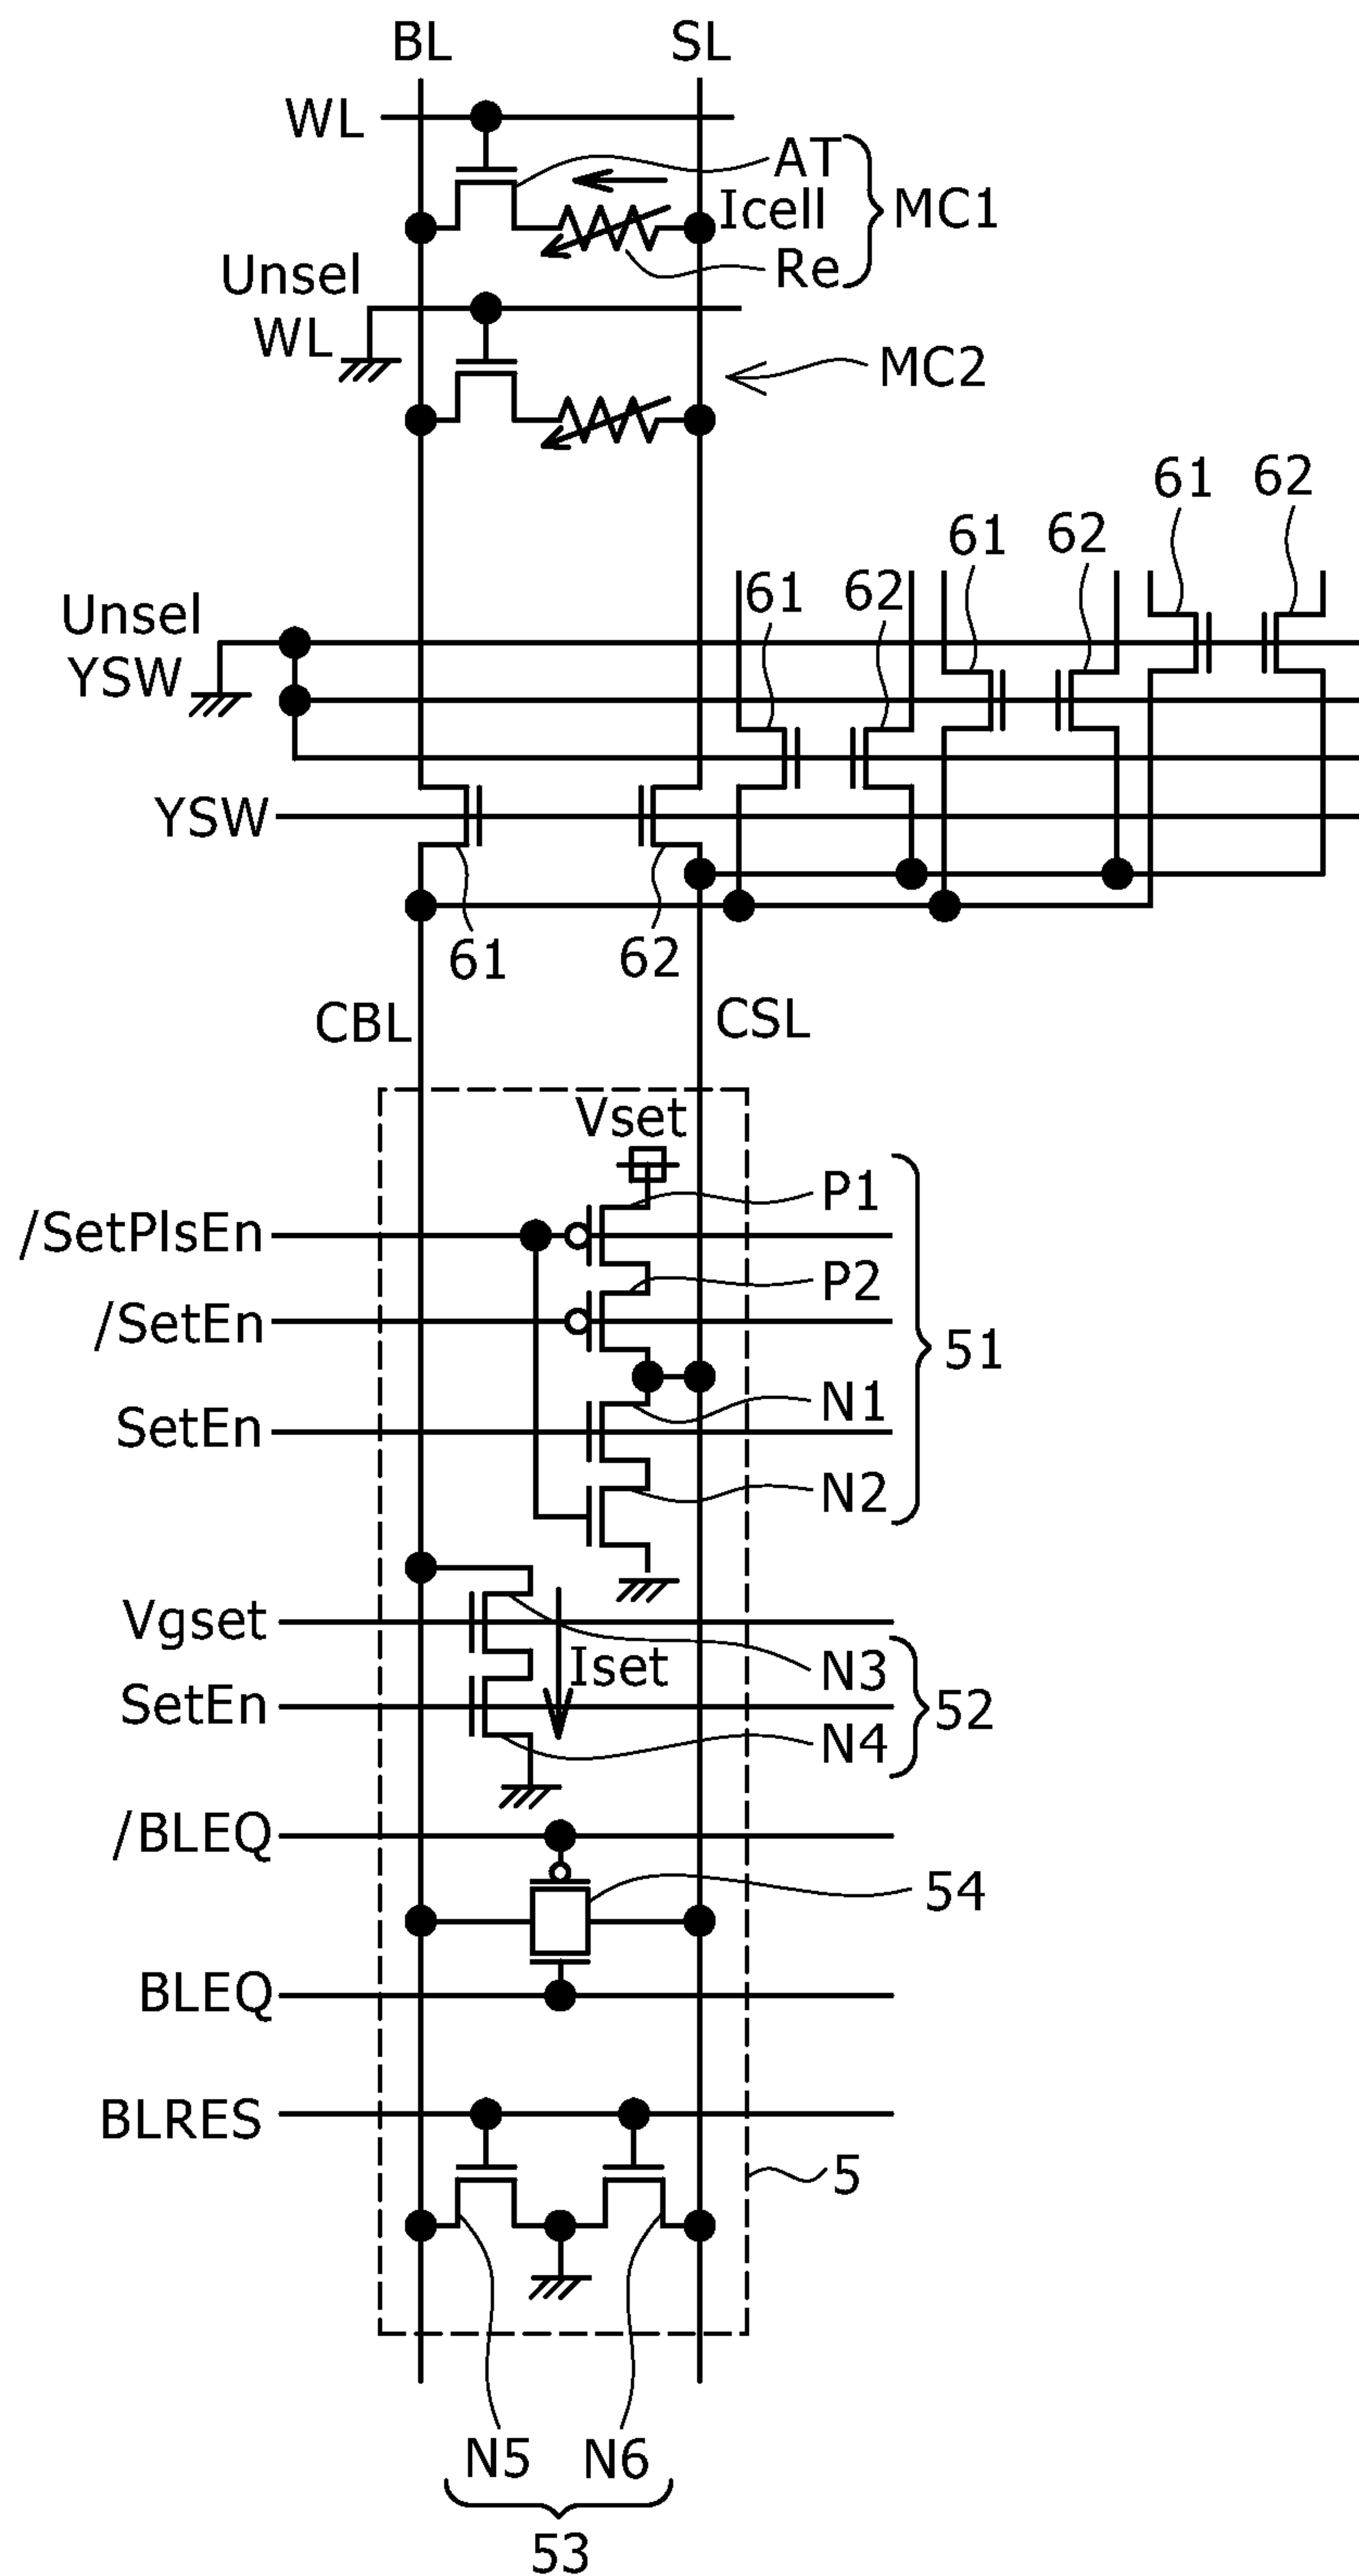 BL
SL
WL
AT
Icell
MC1
Re
Unsel
WL
MC2
61
62
61
62
61
62
Unsel
YSW
YSW
61
62
CBL
CSL
Vset
/SetPlsEn
P1
/SetEn
P2
51
SetEn
N1
N2
Vgset
N3
Iset
SetEn
52
N4
/BLEQ
54
BLEQ
BLRES
5
N5
N6
53